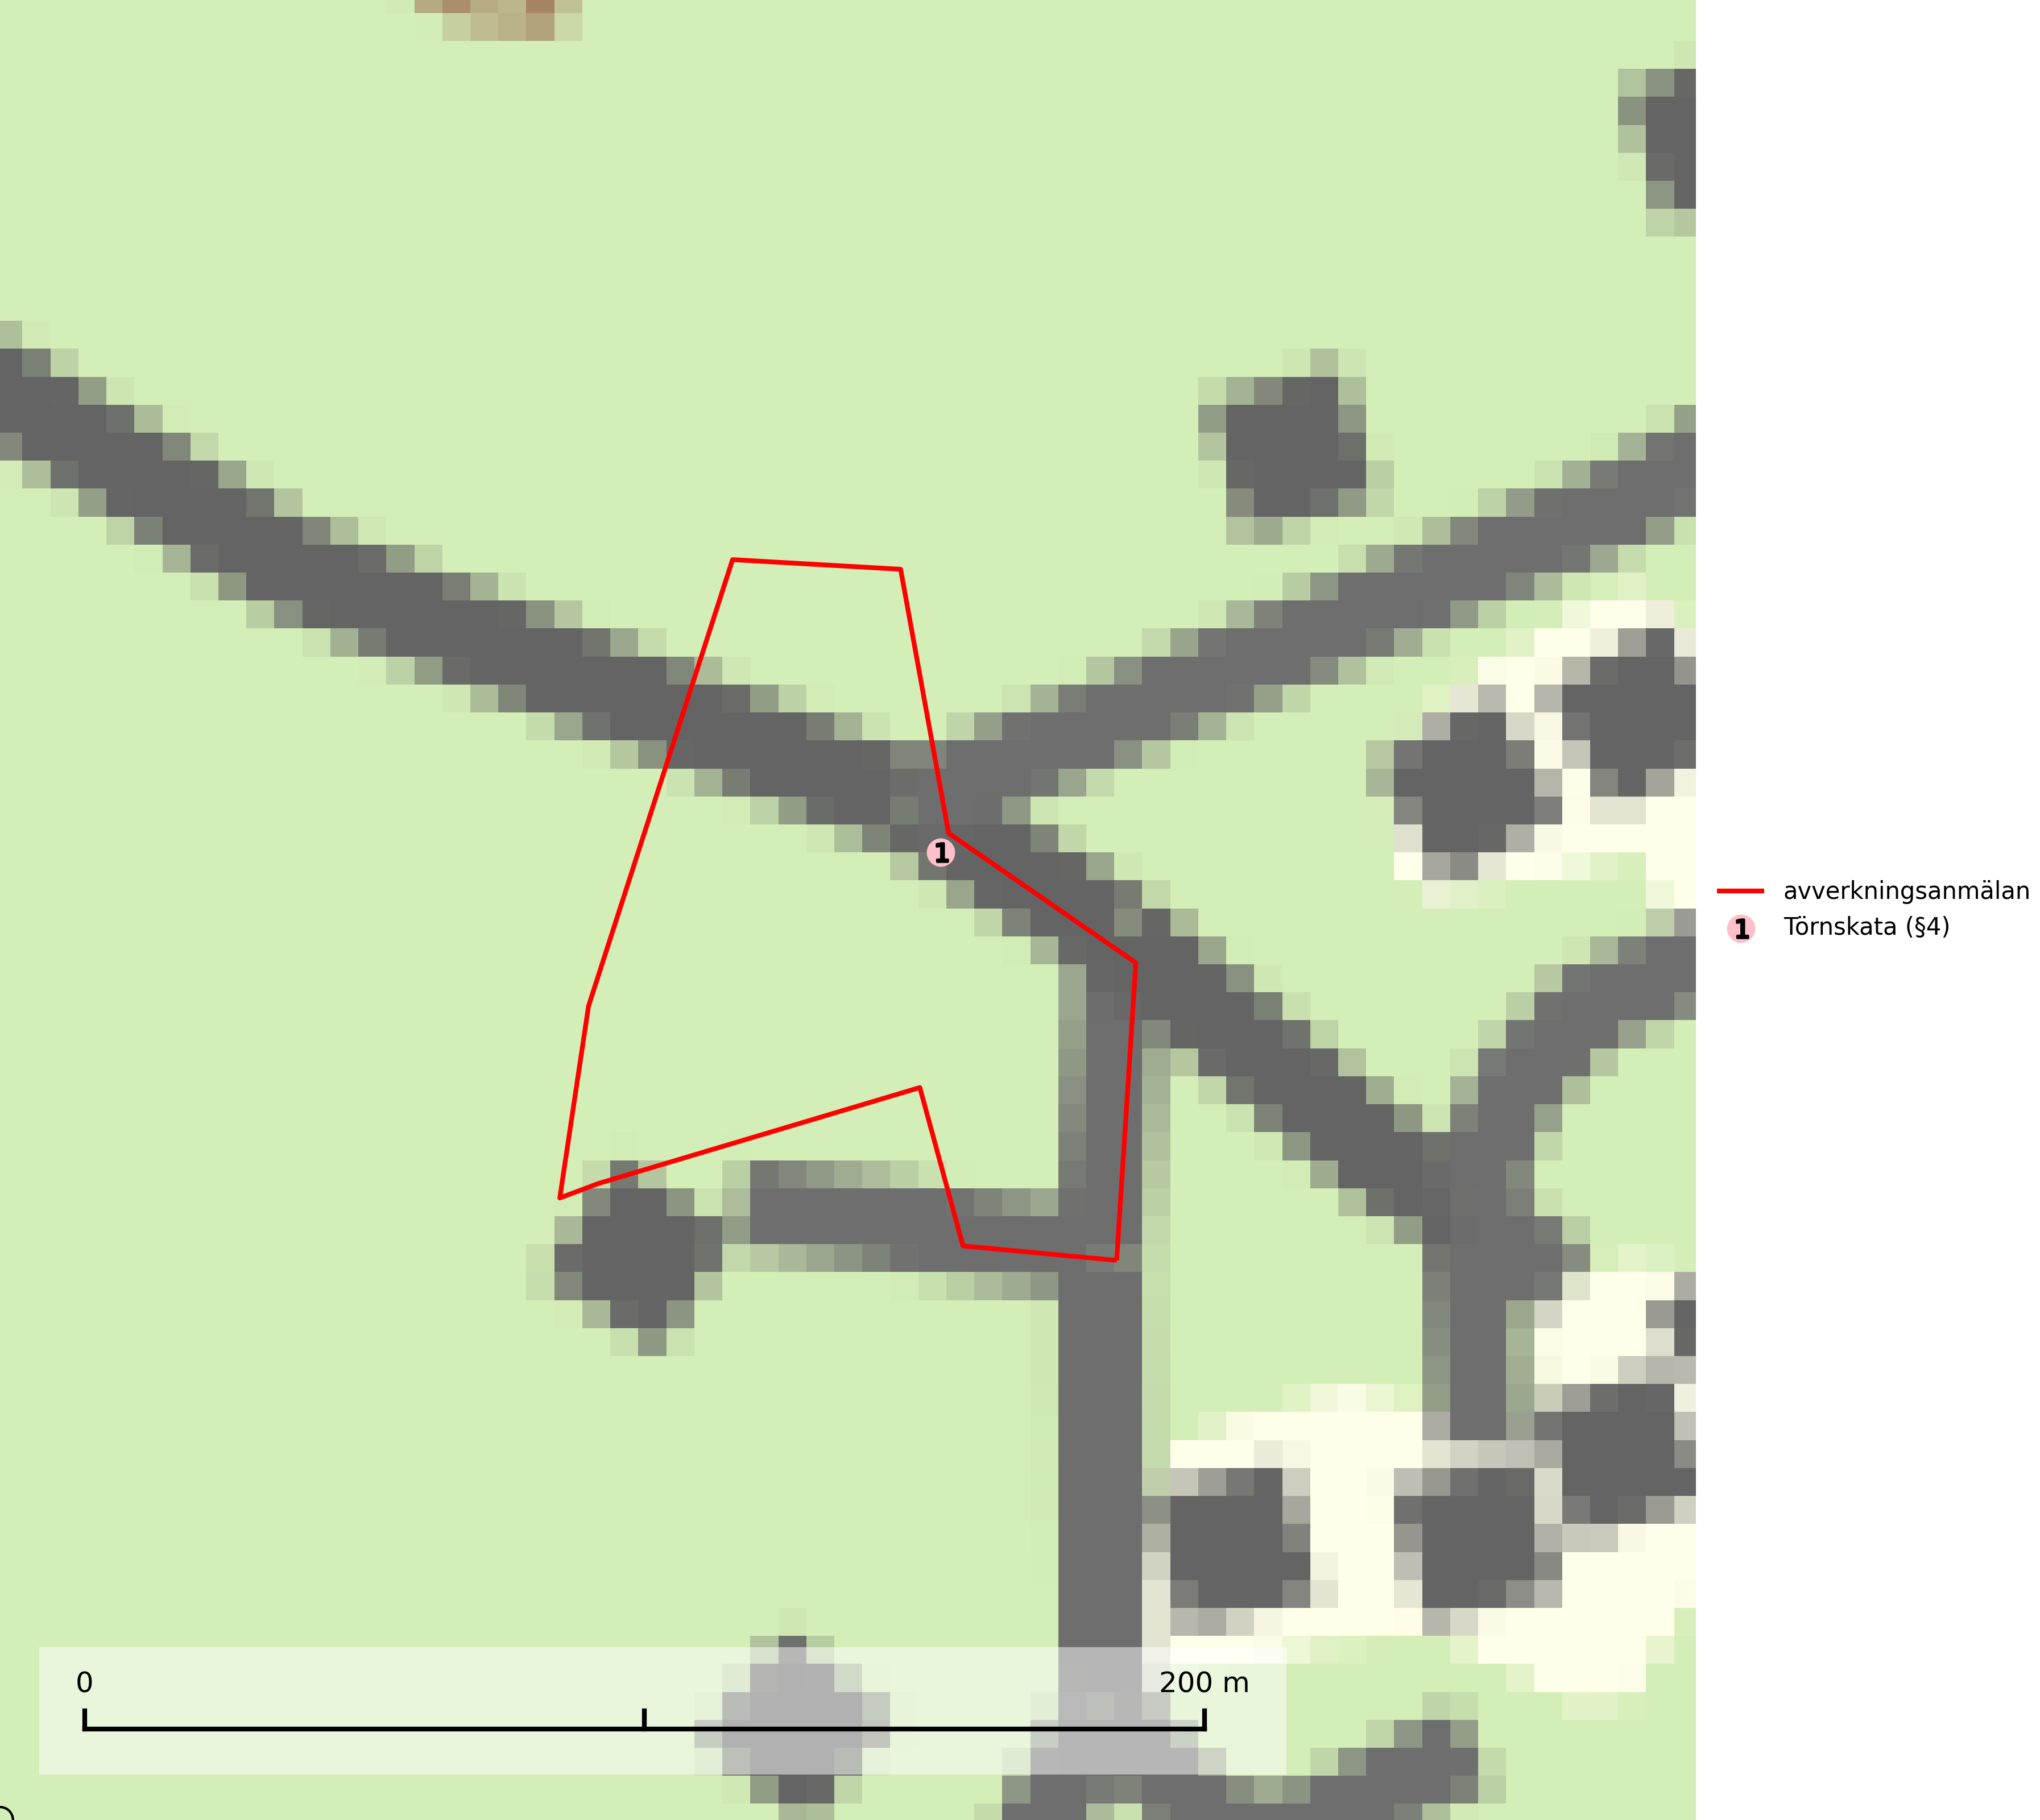 1
avverkningsanmälan
1 Törnskata (§4)
0 200 m